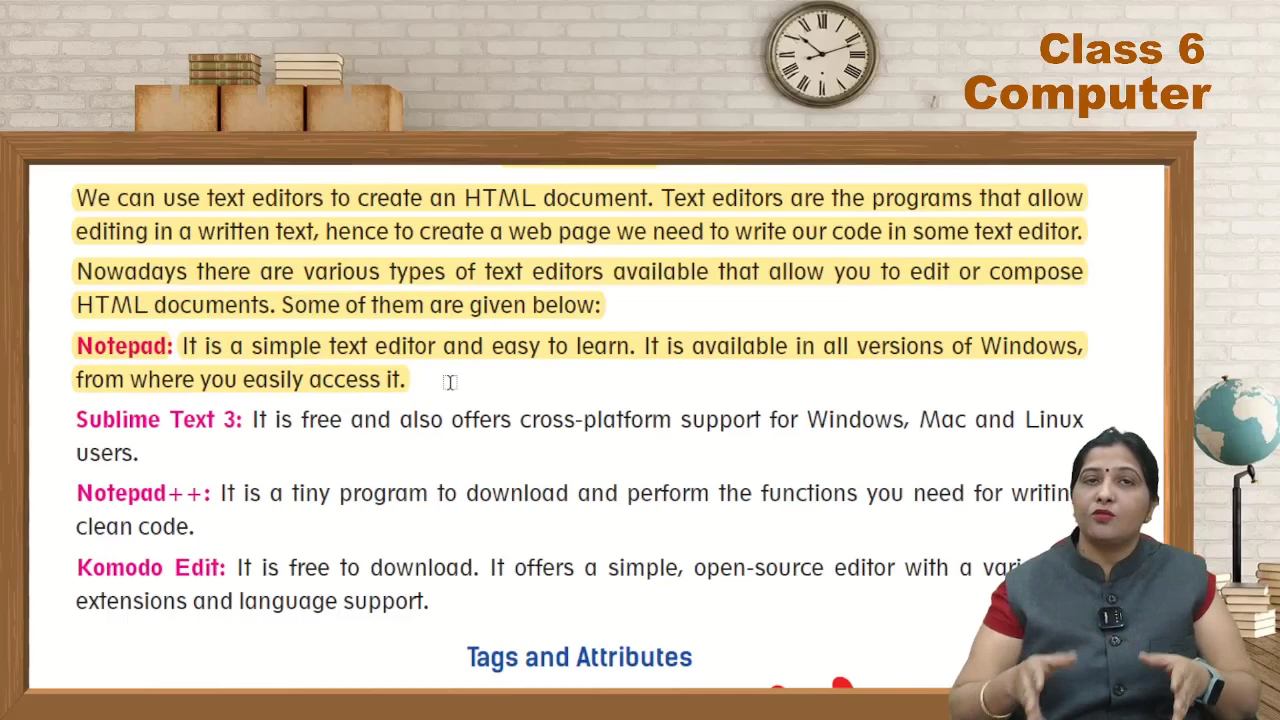 Class 6
Computer
We can use text editors to create an HTML document. Text editors are the programs that allow
editing in a written text, hence to create a web page we need to write our code in some text editor.
Nowadays there are various types of text editors available that allow you to edit or compose
HTML documents. Some of them are given below:
Notepad: It is a simple text editor and easy to learn. It is available in all versions of Windows,
from where you easily access it.
Sublime Text 3: It is free and also offers cross-platform support for Windows, Mac and Linux
users.
Notepad++: It is a tiny program to download and perform the functions you need for
clean code.
Komodo Edit: It is free to download. It offers a simple, open-source editor with a
extensions and language support.
Tags and Attributes